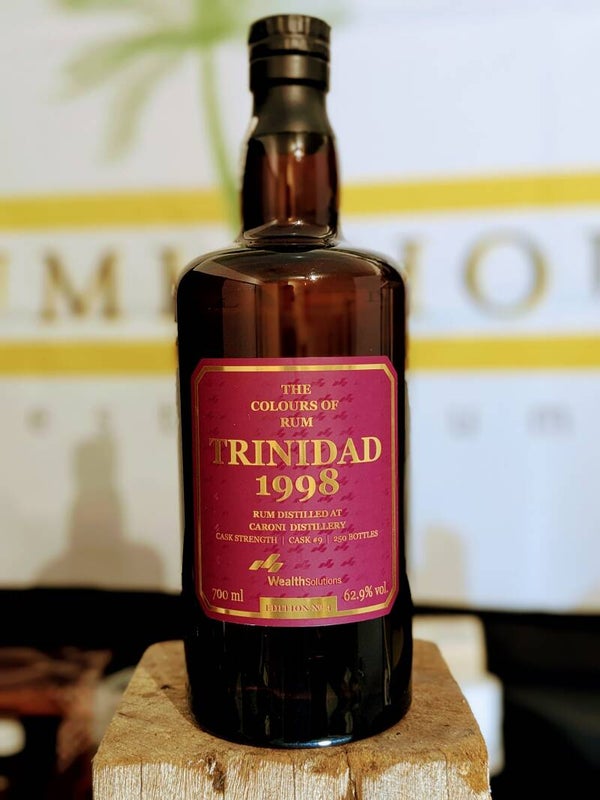 THE
COLOURS OF
RUM
TRINIDAD
1998
RUM DISTILLED AT
CARONI DISTILLERY
CASK STRENGTH | CASK #9 | 250 BOTTLES
WealthSolutions
700 ml
62.9% vol.